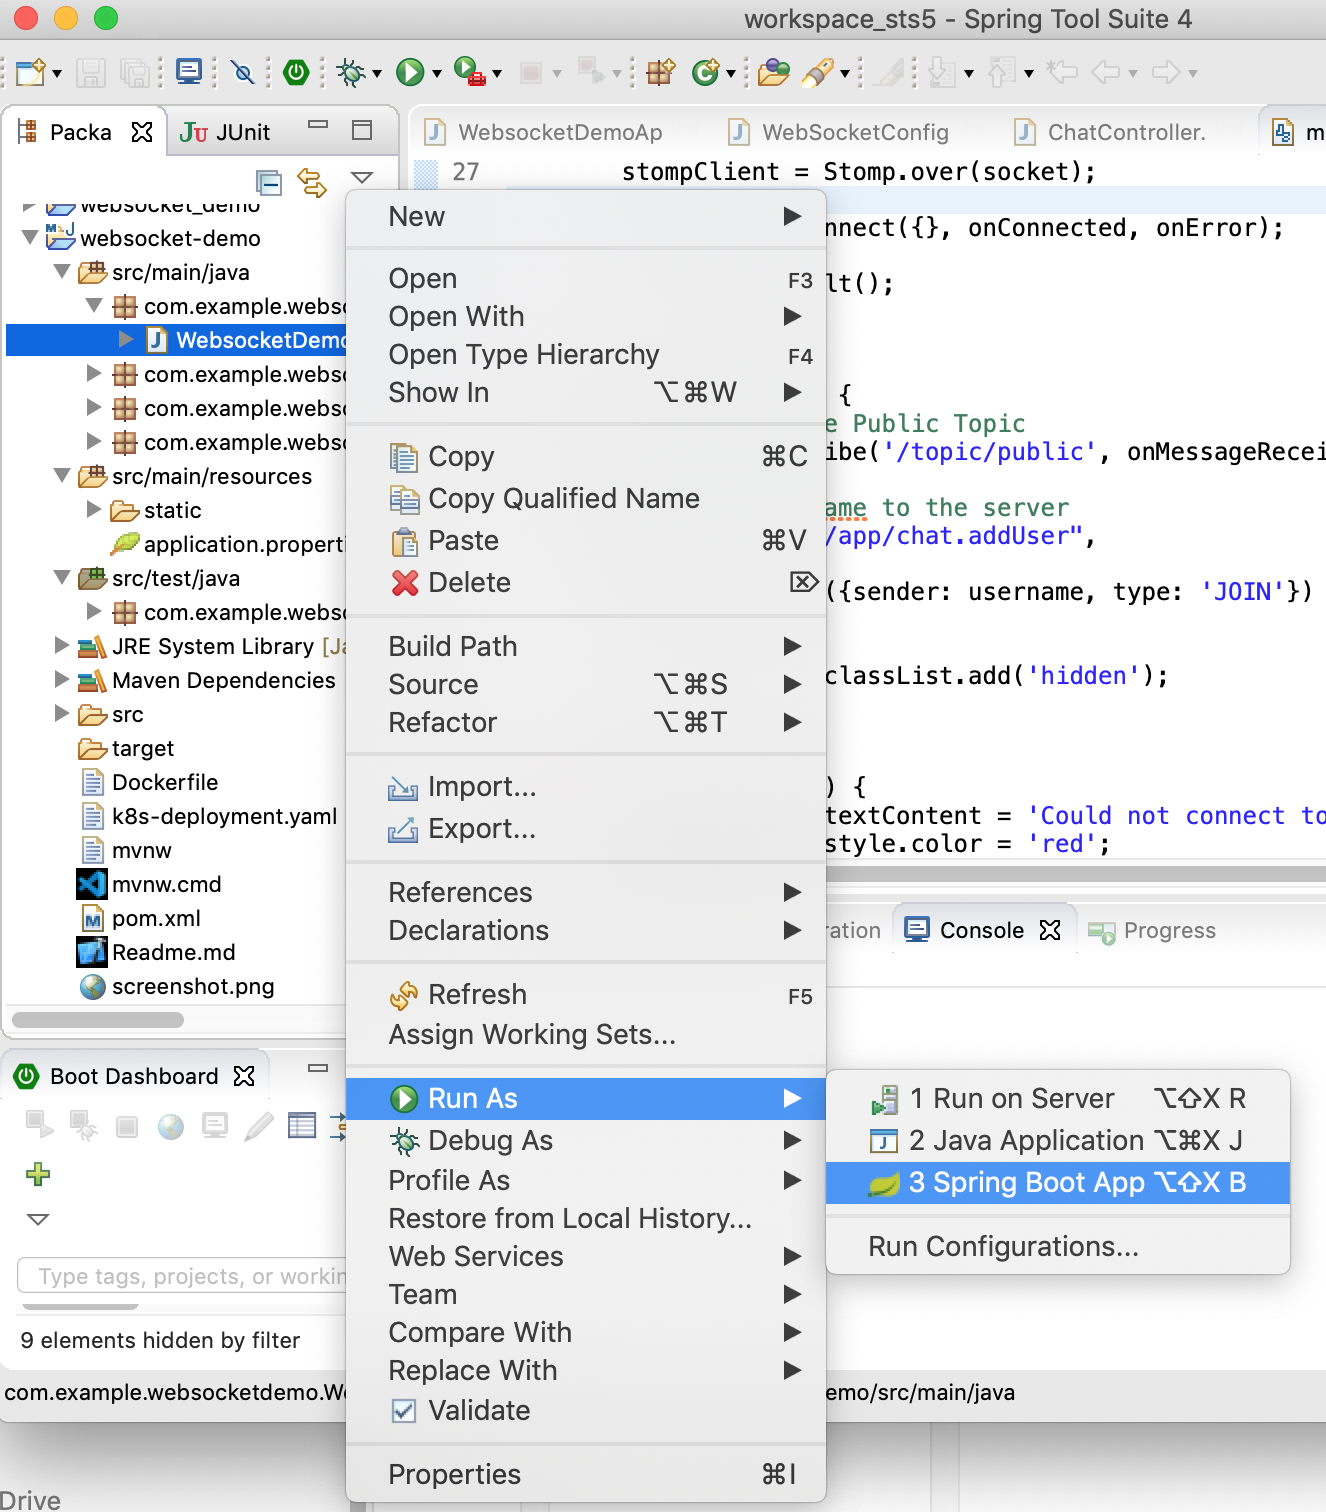 workspace_sts5 - Spring Tool Suite 4
Packa
JUnit
WebsocketDemoAp
WebSocketConfig
ChatController.
m
27
stompClient = Stomp.over(socket);
nnect({}, onConnected, onError);
lt();
{
e Public Topic
ibe('/topic/public', onMessageRecei
ame to the server
/app/chat.addUser",
({sender: username, type: 'JOIN'})
classList.add('hidden');
) {
textContent = 'Could not connect to
style.color = 'red';
websocket_demo
websocket-demo
src/main/java
com.example.webso
WebsocketDemo
com.example.webso
com.example.webso
com.example.webso
src/main/resources
static
application.properti
src/test/java
com.example.webso
JRE System Library [Ja
Maven Dependencies
src
target
Dockerfile
k8s-deployment.yaml
mvnw
mvnw.cmd
pom.xml
Readme.md
screenshot.png
Boot Dashboard
Type tags, projects, or workin
9 elements hidden by filter
com.example.websocketdemo.We
emo/src/main/java
Drive
New
Open F3
Open With
Open Type Hierarchy F4
Show In ⌥⌘W
Copy ⌘C
Copy Qualified Name
Paste ⌘V
Delete ⌦
Build Path
Source ⌥⌘S
Refactor ⌥⌘T
Import...
Export...
References
Declarations
Refresh F5
Assign Working Sets...
Run As
Debug As
Profile As
Restore from Local History...
Web Services
Team
Compare With
Replace With
Validate
Properties ⌘I
ration
Console
Progress
1 Run on Server ⌥⇧X R
2 Java Application ⌥⌘X J
3 Spring Boot App ⌥⇧X B
Run Configurations...